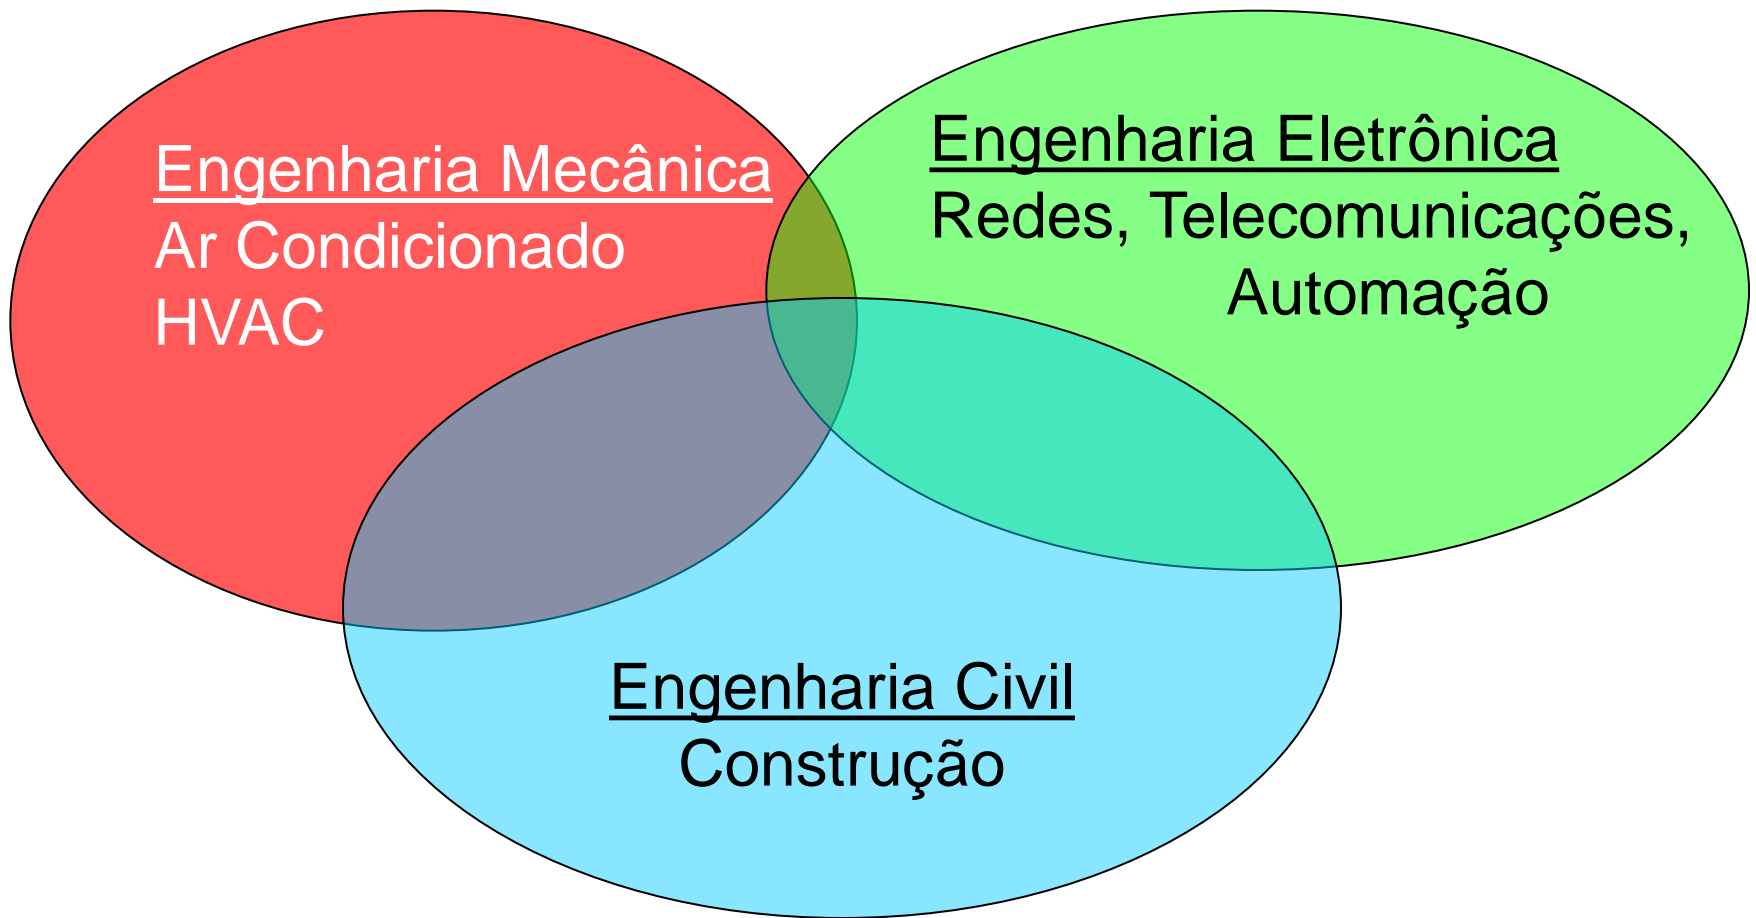 Engenharia Mecânica
Ar Condicionado
HVAC
Engenharia Eletrônica
Redes, Telecomunicações,
Automação
Engenharia Civil
Construção